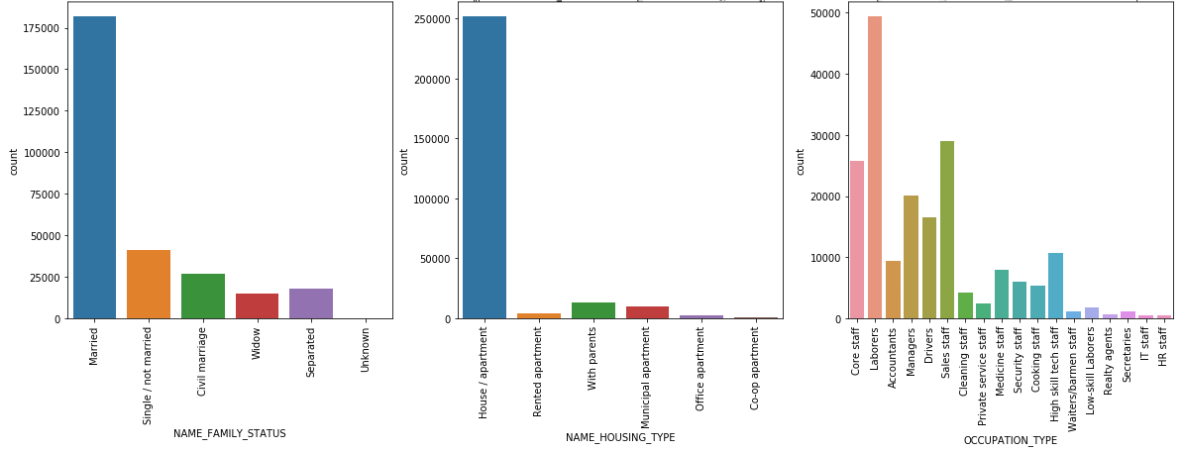 175000
150000
125000
100000
75000
50000
25000
0
count
Married
Single / not married
Civil marriage
Widow
Separated
Unknown
NAME_FAMILY_STATUS
250000
200000
150000
100000
50000
0
count
House / apartment
Rented apartment
With parents
Municipal apartment
Office apartment
Co-op apartment
NAME_HOUSING_TYPE
50000
40000
30000
20000
10000
0
count
Core staff
Laborers
Accountants
Managers
Drivers
Sales staff
Cleaning staff
Private service staff
Medicine staff
Security staff
Cooking staff
High skill tech staff
Waiters/barmen staff
Low-skill Laborers
Realty agents
Secretaries
IT staff
HR staff
OCCUPATION_TYPE